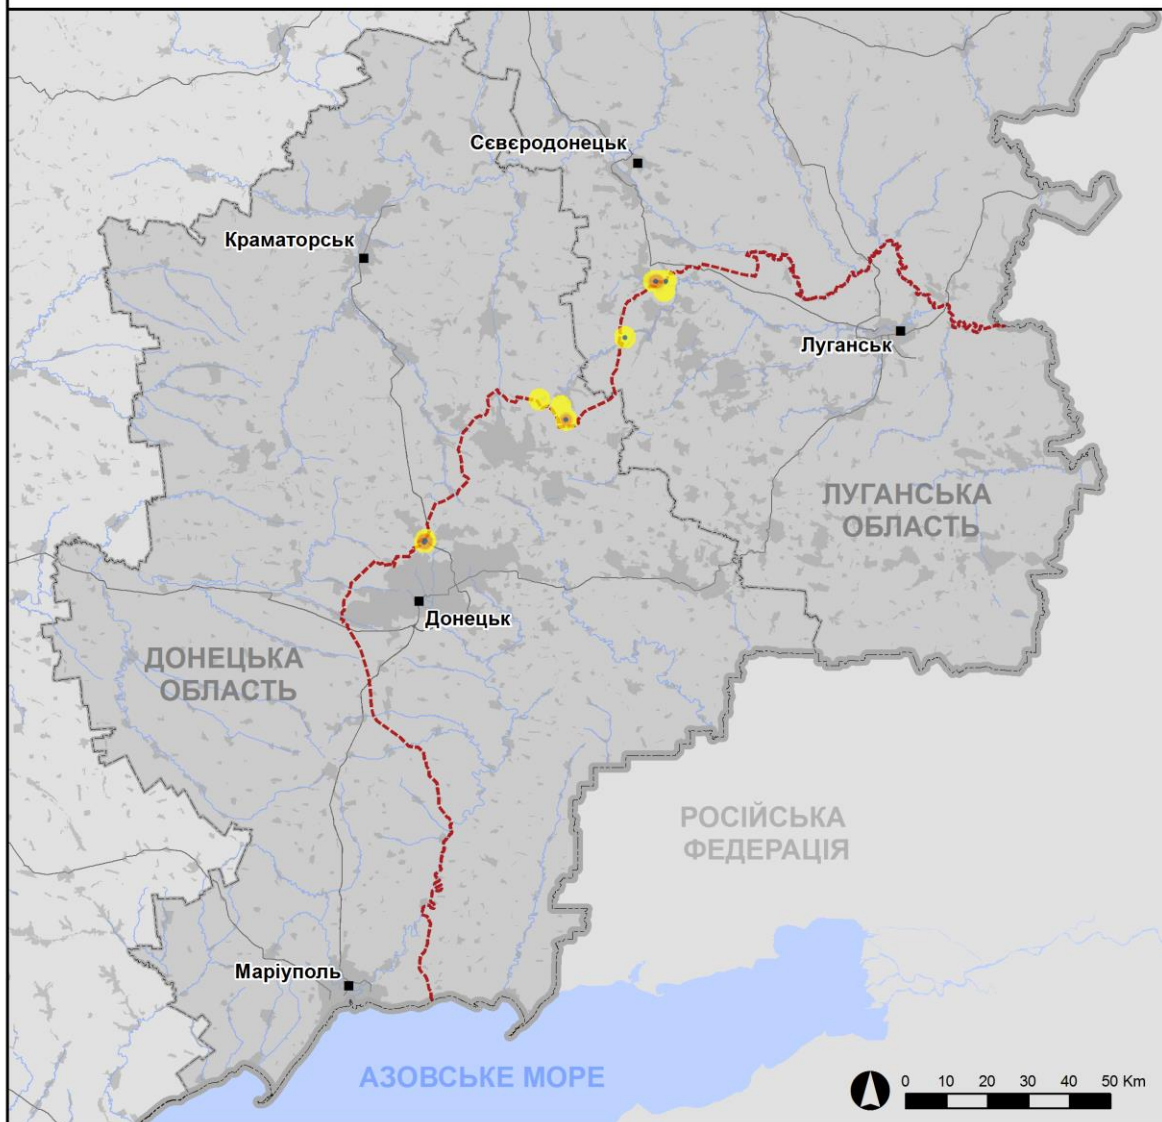 Сєвєродонецьк
Краматорськ
Луганськ
ЛУГАНСЬКА
ОБЛАСТЬ
Донецьк
ДОНЕЦЬКА
ОБЛАСТЬ
РОСІЙСЬКА
ФЕДЕРАЦІЯ
Маріуполь
АЗОВСЬКЕ МОРЕ
0 10 20 30 40 50 Km